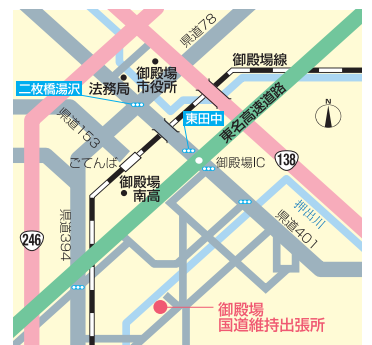 県道78
御殿場線
御殿場
市役所
法務局
二枚橋湯沢
東田中
東名高速道路
N
県道153
ごてんば
御殿場IC
138
御殿場
南高
押出川
県道401
246
県道394
御殿場
国道維持出張所